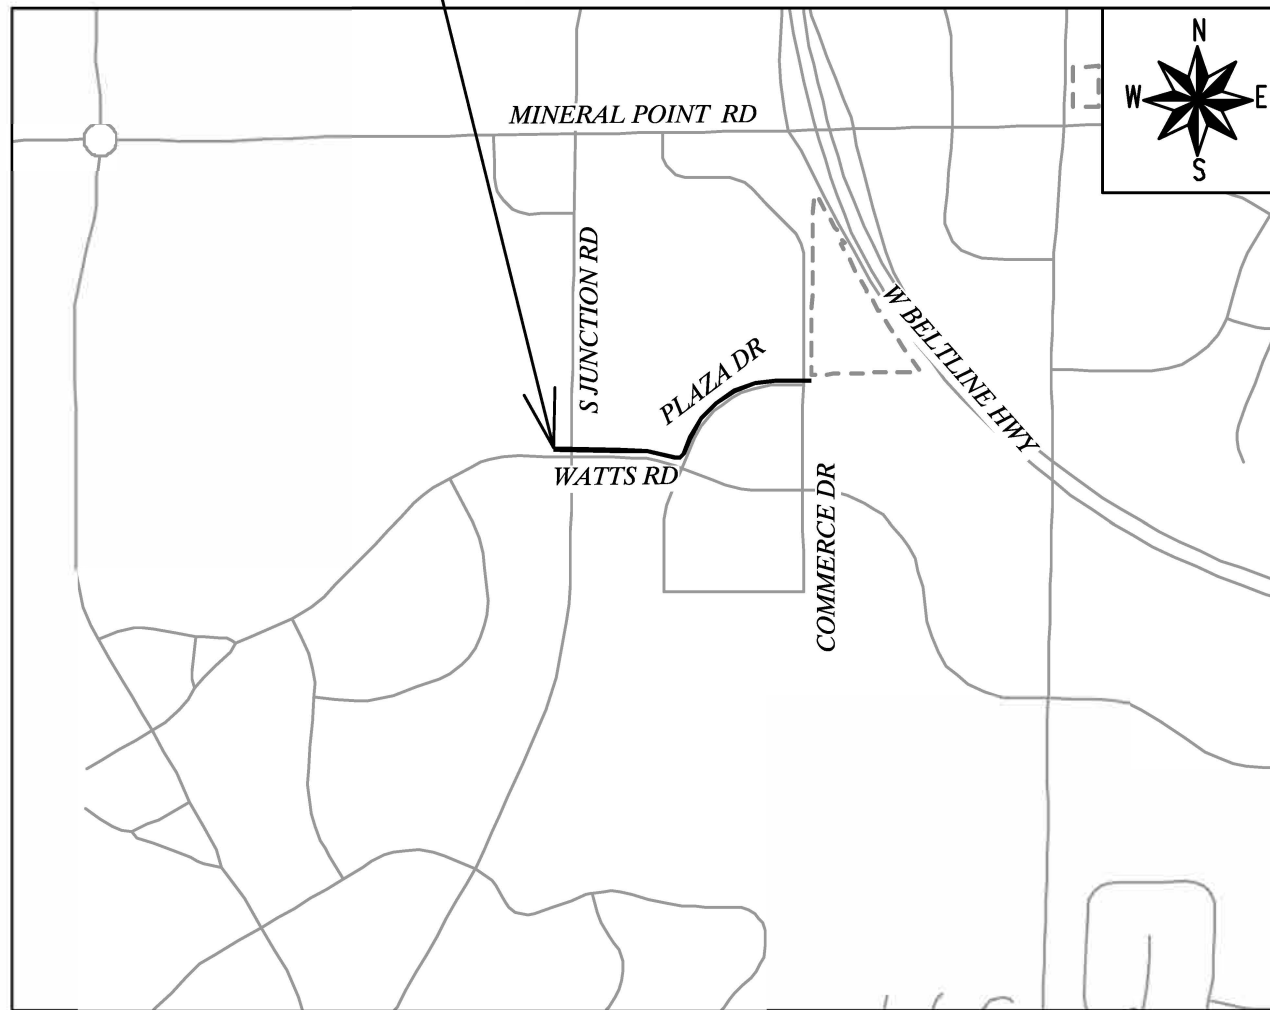 N
W E
S
MINERAL POINT RD
S JUNCTION RD
W BELTLINE HWY
PLAZA DR
WATTS RD
COMMERCE DR